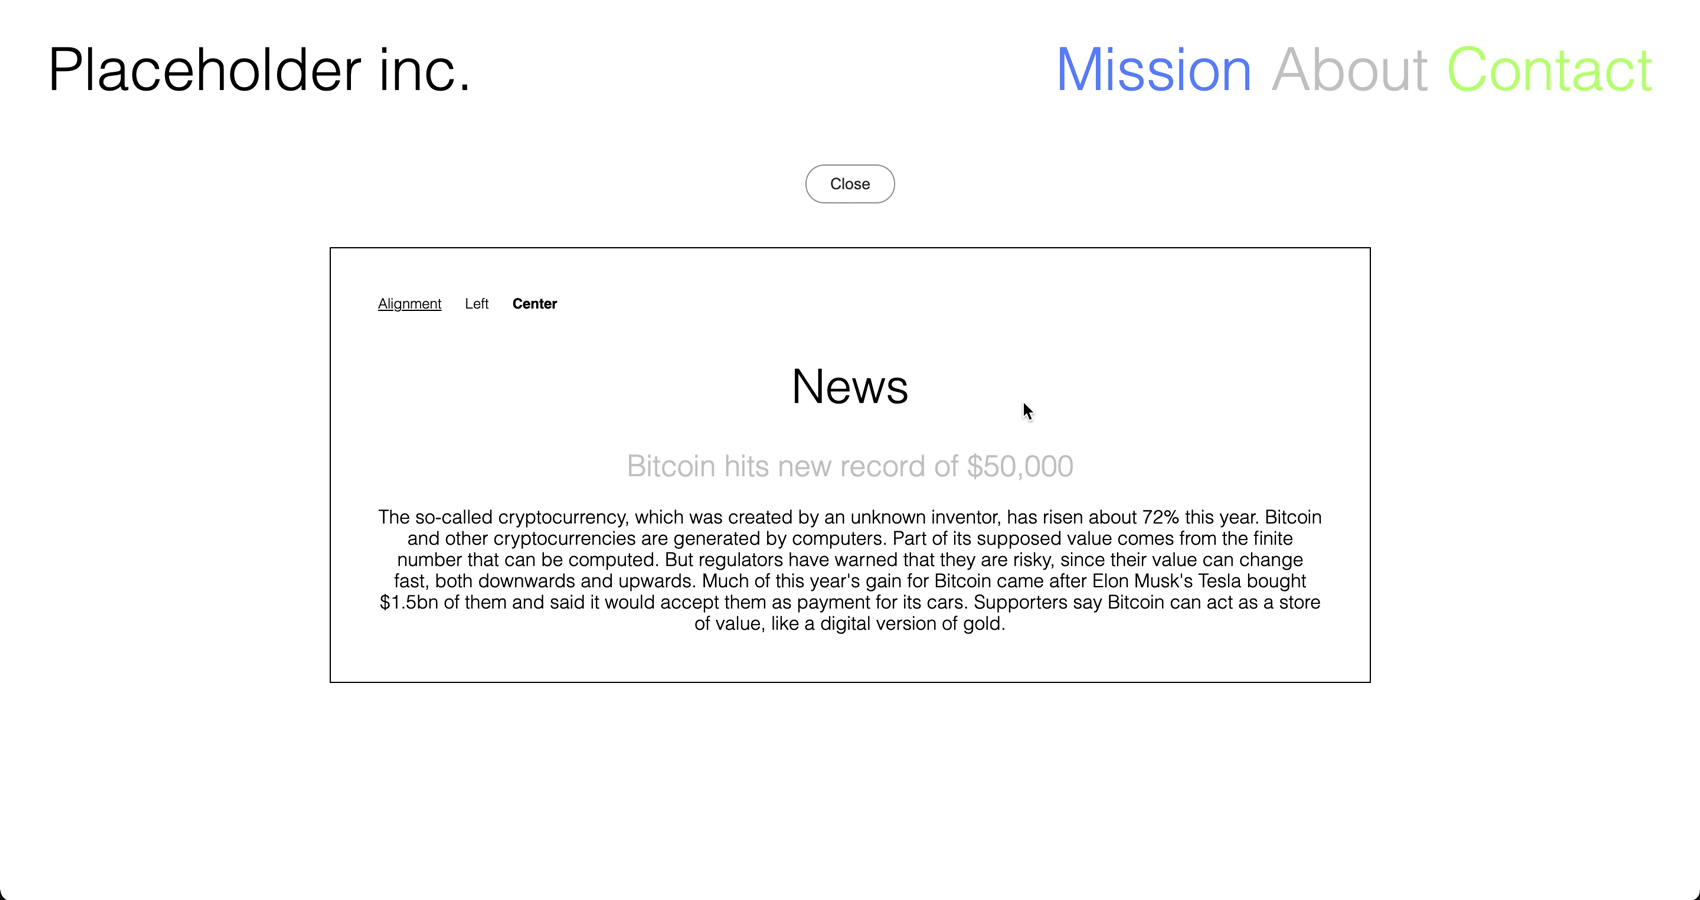 Placeholder inc.
Mission About Contact
Close
Alignment Left Center
News
Bitcoin hits new record of $50,000
The so-called cryptocurrency, which was created by an unknown inventor, has risen about 72% this year. Bitcoin
and other cryptocurrencies are generated by computers. Part of its supposed value comes from the finite
number that can be computed. But regulators have warned that they are risky, since their value can change
fast, both downwards and upwards. Much of this year's gain for Bitcoin came after Elon Musk's Tesla bought
$1.5bn of them and said it would accept them as payment for its cars. Supporters say Bitcoin can act as a store
of value, like a digital version of gold.